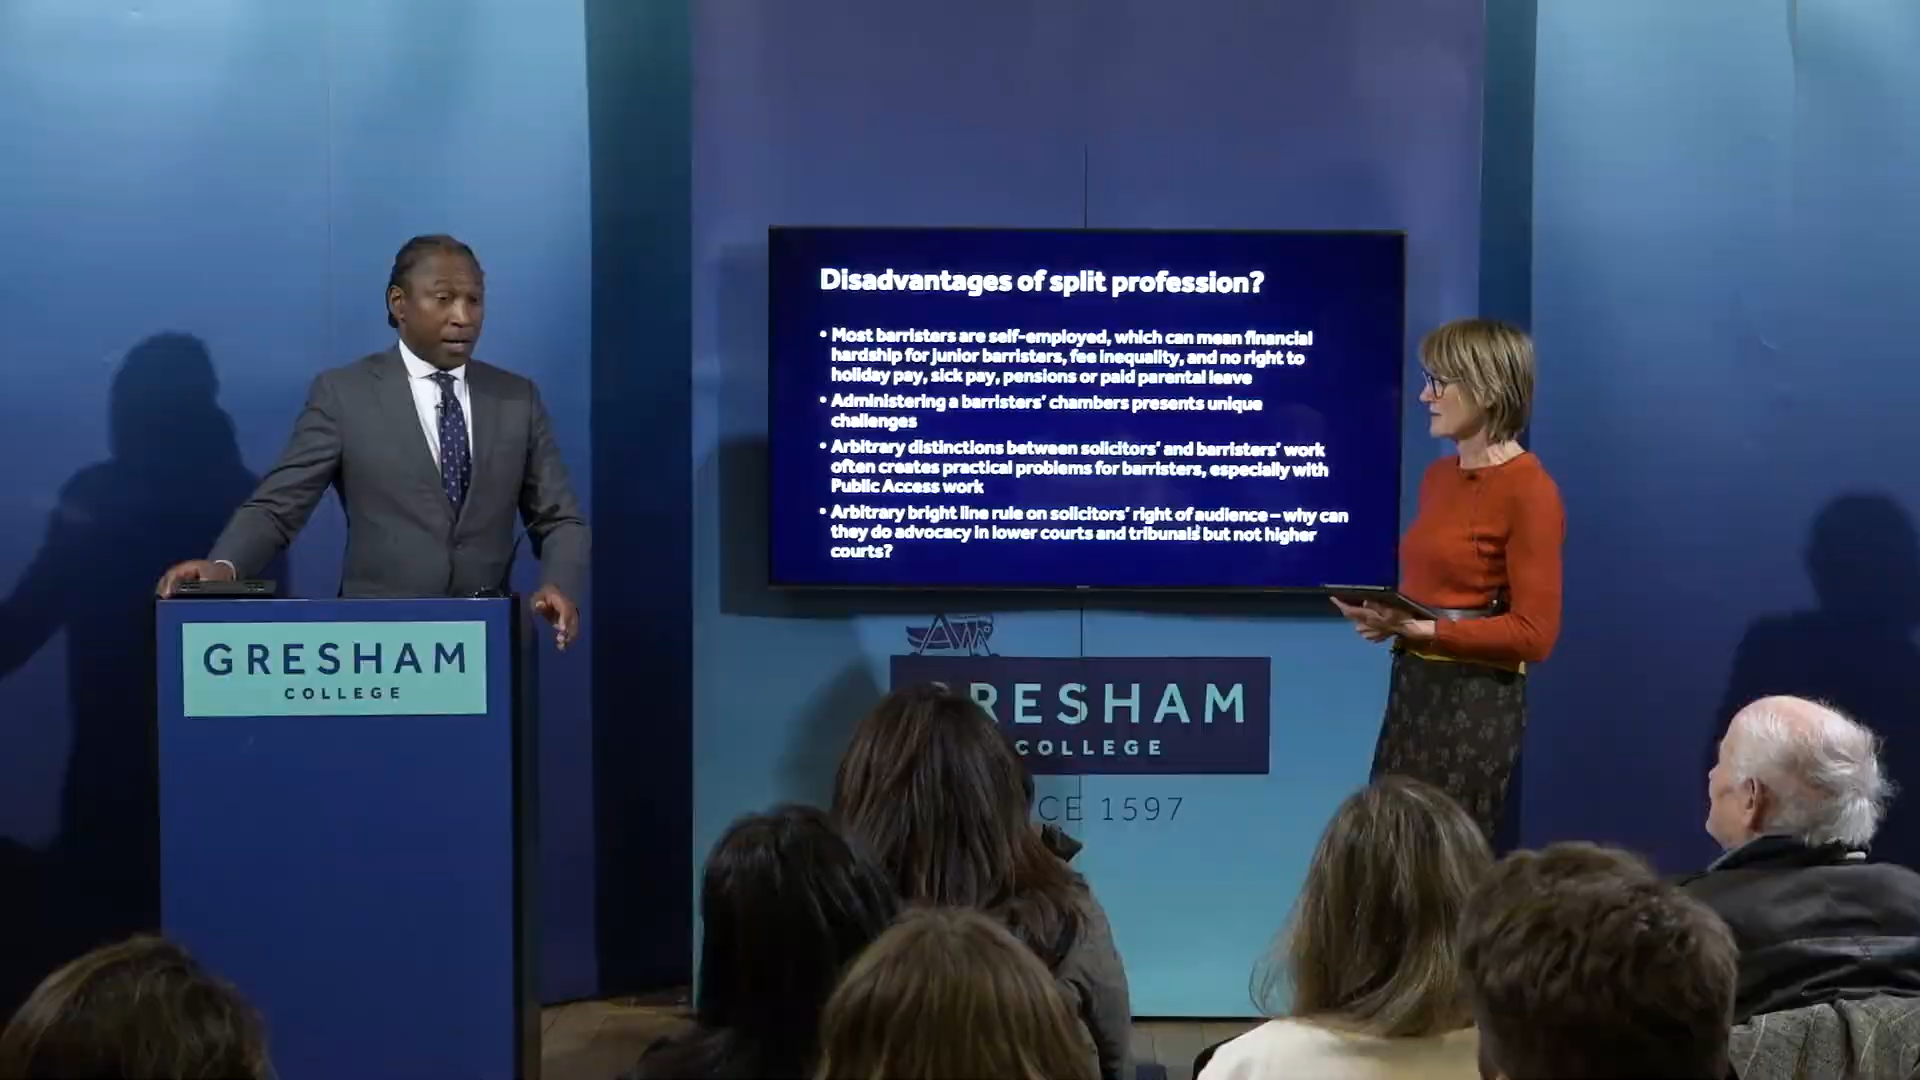 Disadvantages of split profession?
• Most barristers are self-employed, which can mean financial
hardship for junior barristers, fee inequality, and no right to
holiday pay, sick pay, pensions or paid parental leave
• Administering a barristers' chambers presents unique
challenges
• Arbitrary distinctions between solicitors' and barristers' work
often creates practical problems for barristers, especially with
Public Access work
• Arbitrary bright line rule on solicitors' right of audience – why can
they do advocacy in lower courts and tribunals but not higher
courts?
GRESHAM
COLLEGE
RESHAM
COLLEGE
CE 1597